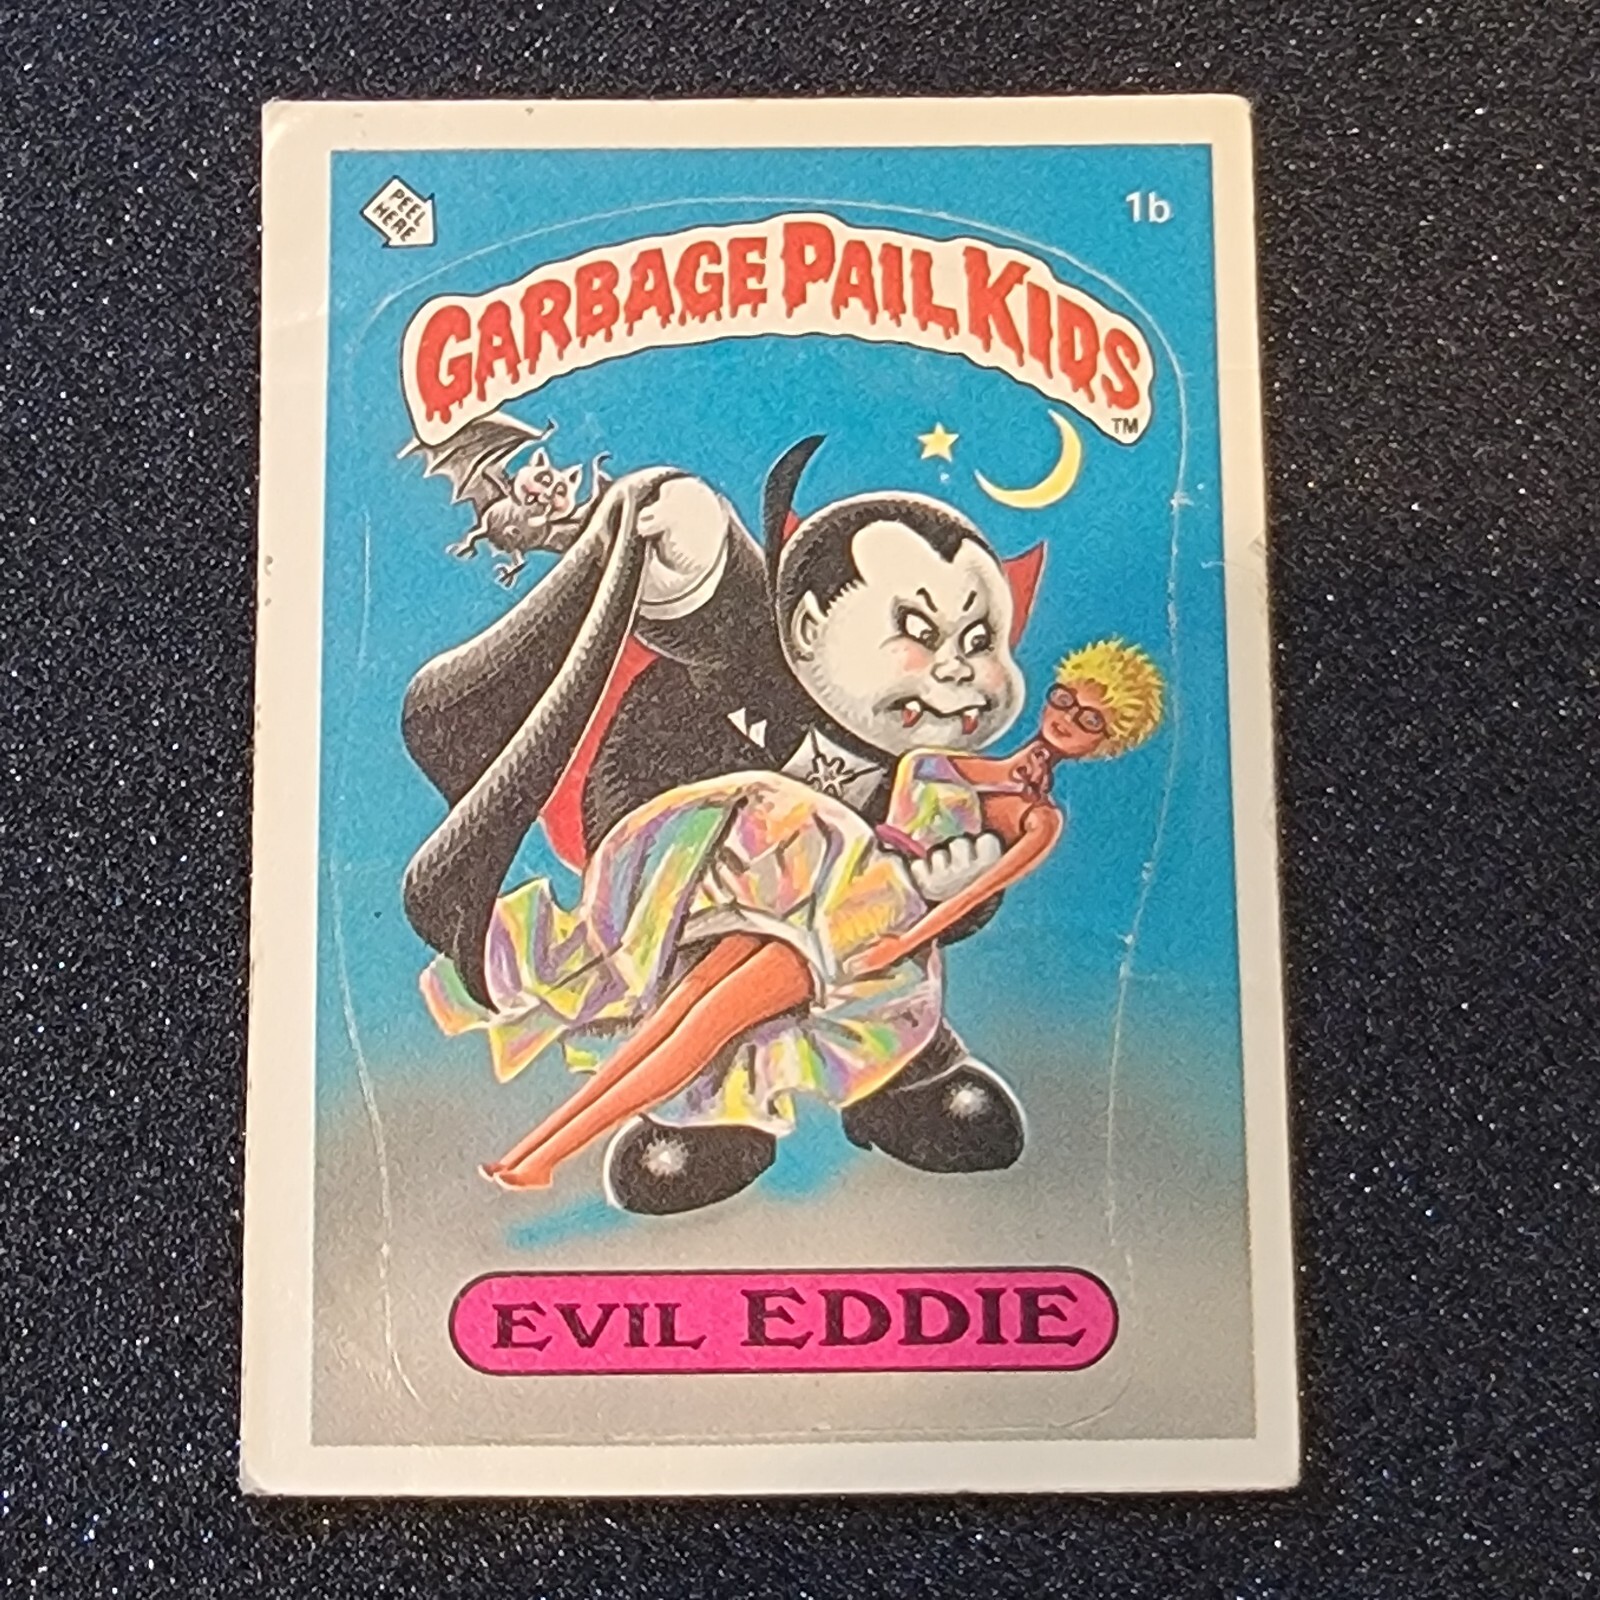 PEEL
HERE
1b
GARBAGE PAIL KIDS
TM
EVIL EDDIE